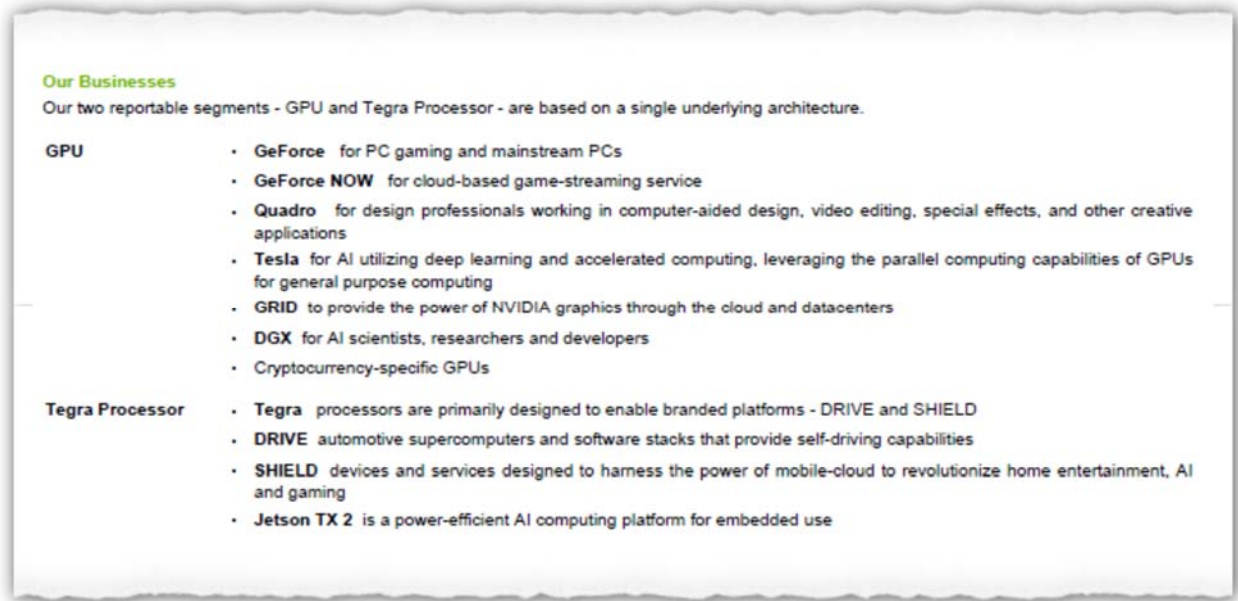 Our Businesses
Our two reportable segments - GPU and Tegra Processor - are based on a single underlying architecture.
GPU
· GeForce for PC gaming and mainstream PCs
· GeForce NOW for cloud-based game-streaming service
· Quadro for design professionals working in computer-aided design, video editing, special effects, and other creative
applications
· Tesla for AI utilizing deep learning and accelerated computing, leveraging the parallel computing capabilities of GPUs
for general purpose computing
· GRID to provide the power of NVIDIA graphics through the cloud and datacenters
· DGX for AI scientists, researchers and developers
· Cryptocurrency-specific GPUs
Tegra Processor
· Tegra processors are primarily designed to enable branded platforms - DRIVE and SHIELD
· DRIVE automotive supercomputers and software stacks that provide self-driving capabilities
· SHIELD devices and services designed to harness the power of mobile-cloud to revolutionize home entertainment, AI
and gaming
· Jetson TX 2 is a power-efficient AI computing platform for embedded use